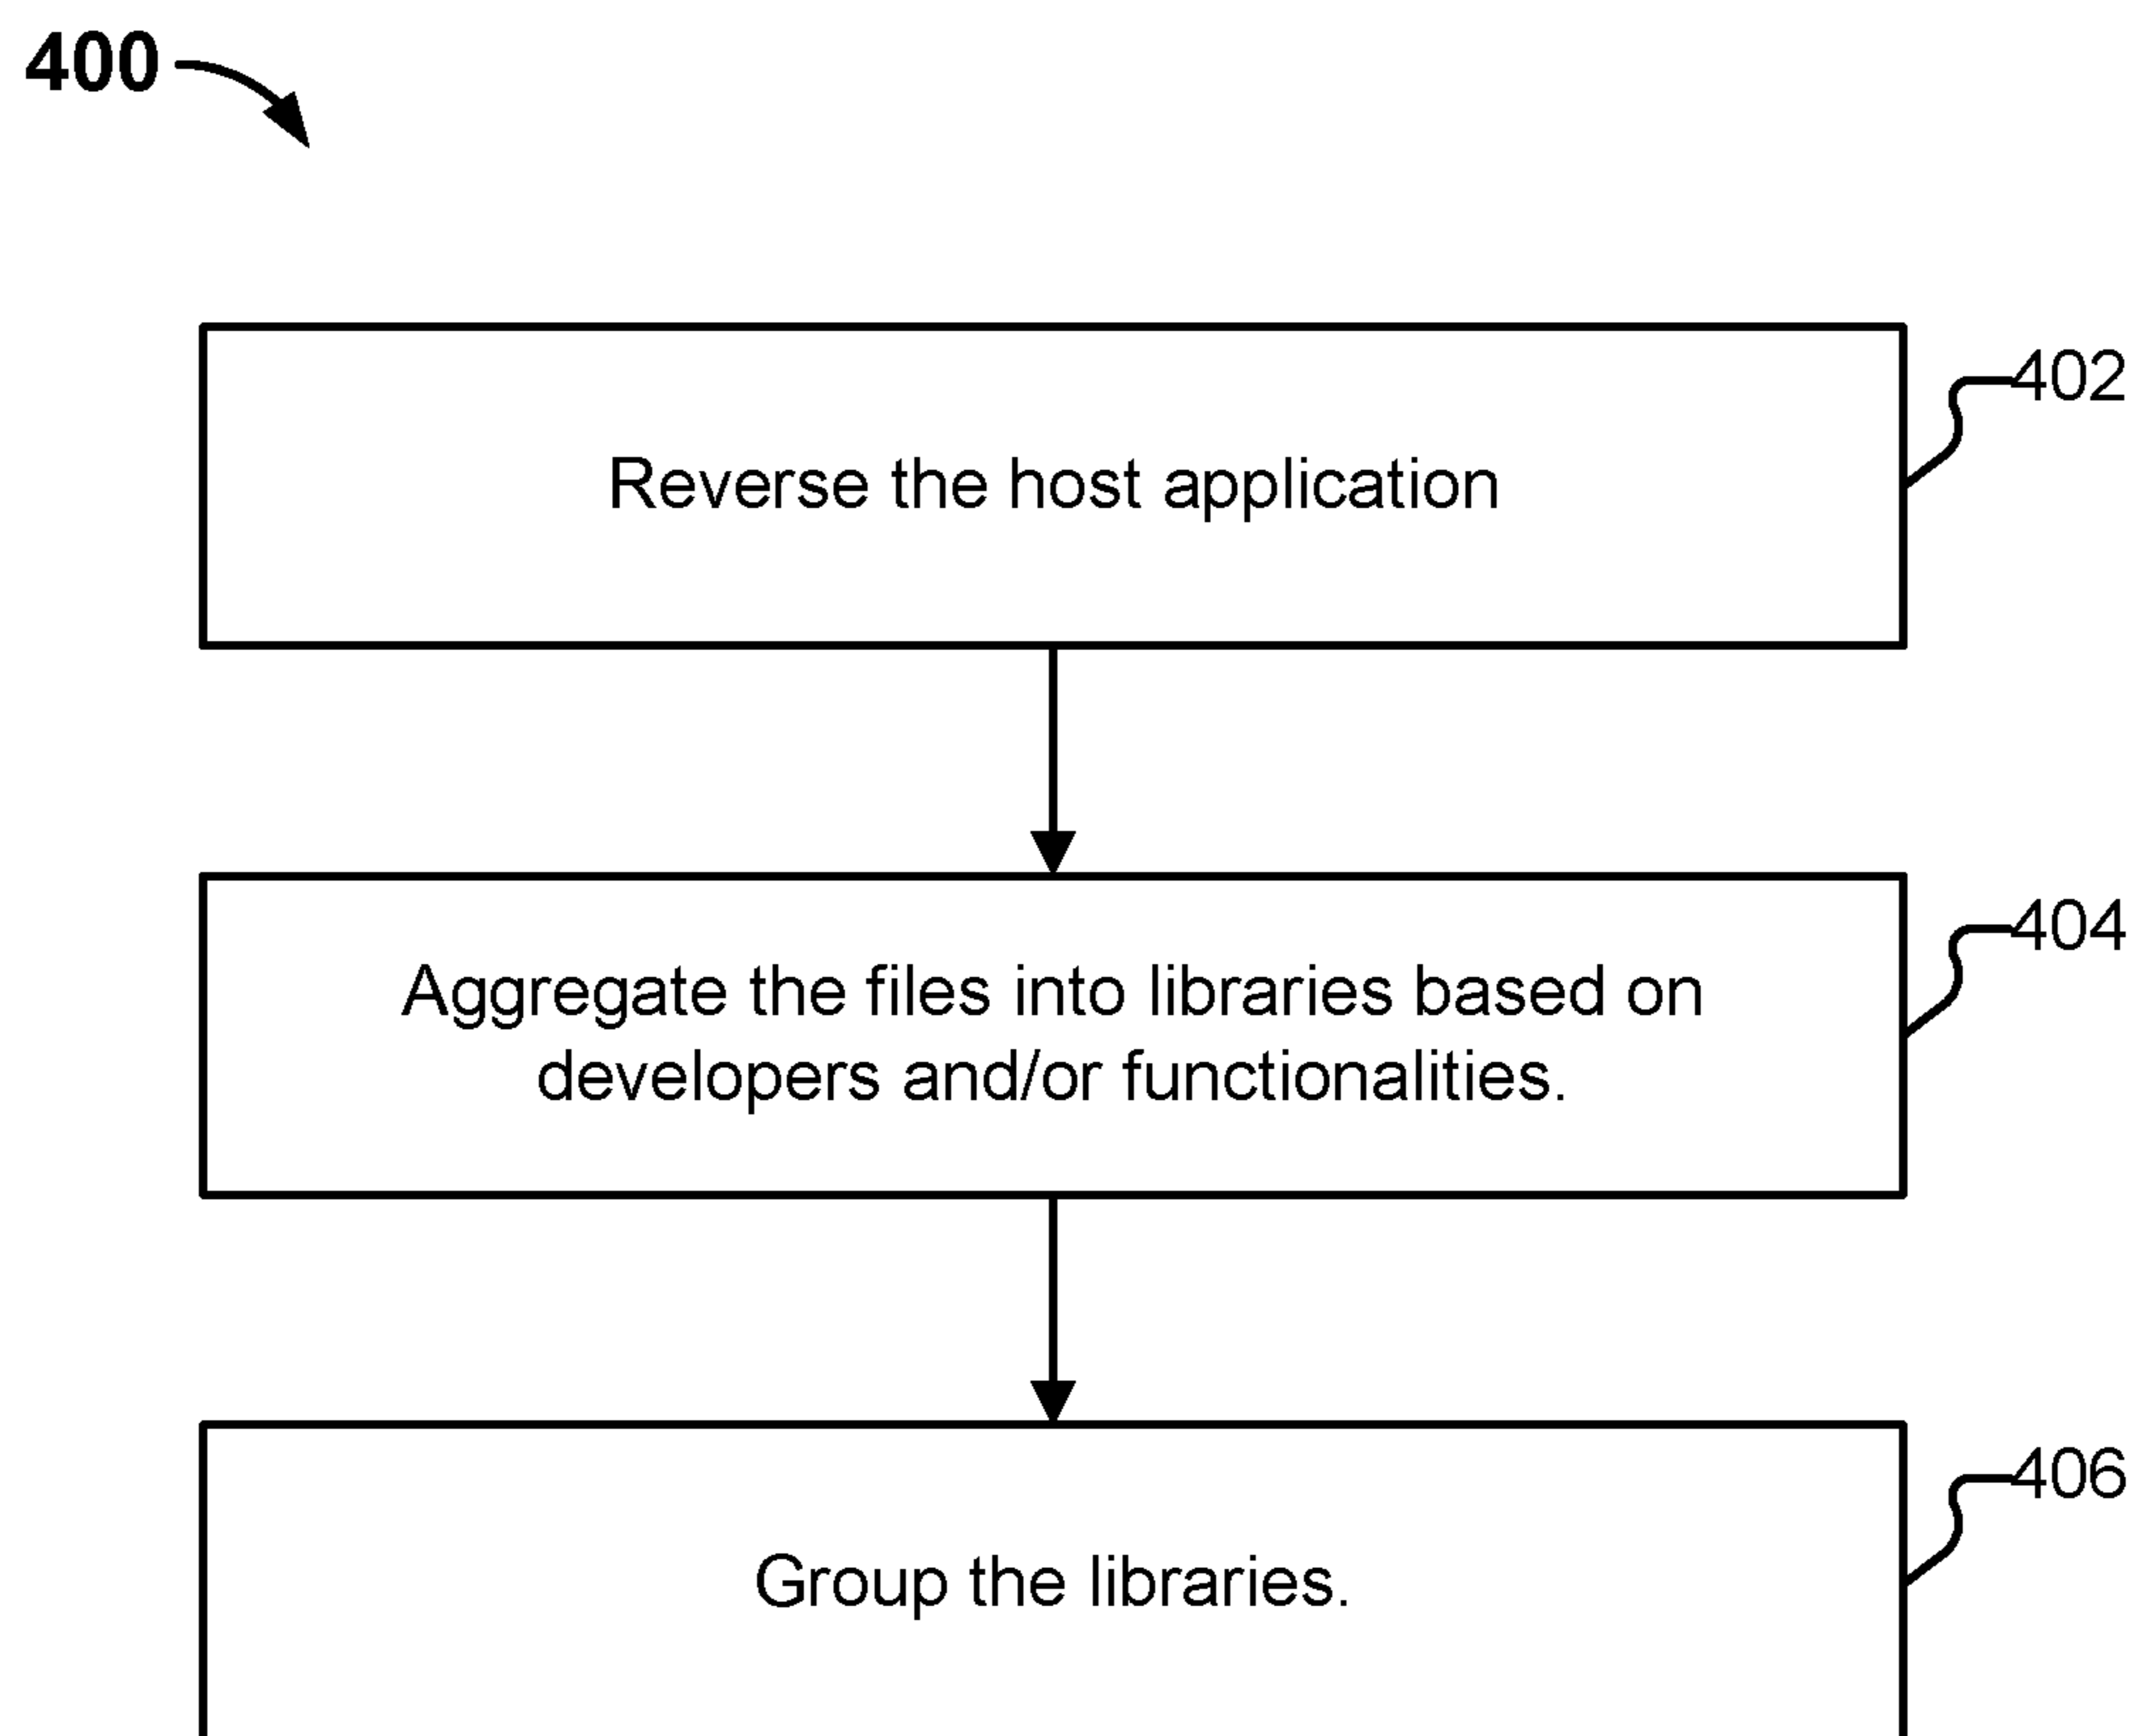 400
Reverse the host application
402
Aggregate the files into libraries based on
developers and/or functionalities.
404
Group the libraries.
406